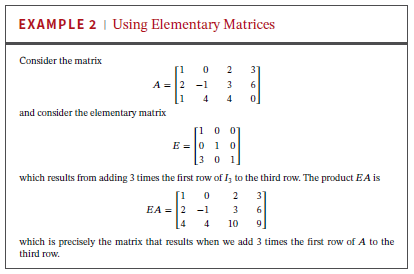 EXAMPLE 2 | Using Elementary Matrices
Consider the matrix
A = [1 0 2 3
2 −1 3 6
1 4 4 0]
and consider the elementary matrix
E = [1 0 0
0 1 0
3 0 1]
which results from adding 3 times the first row of I₃ to the third row. The product EA is
EA = [1 0 2 3
2 −1 3 6
4 4 10 9]
which is precisely the matrix that results when we add 3 times the first row of A to the
third row.